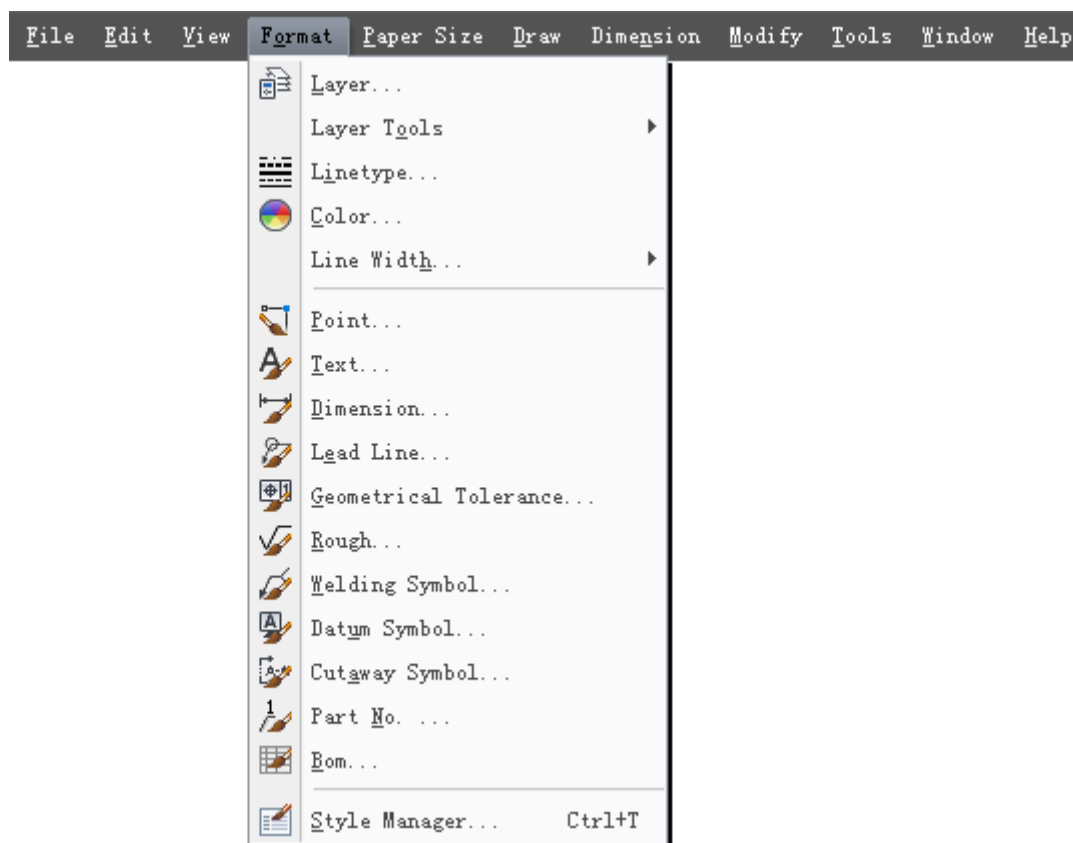 File Edit View Format Paper Size Draw Dimension Modify Tools Window Help
Layer...
Layer Tools
Linetype...
Color...
Line Width...
Point...
Text...
Dimension...
Lead Line...
Geometrical Tolerance...
Rough...
Welding Symbol...
Datum Symbol...
Cutaway Symbol...
Part No. ...
Bom...
Style Manager... Ctrl+T